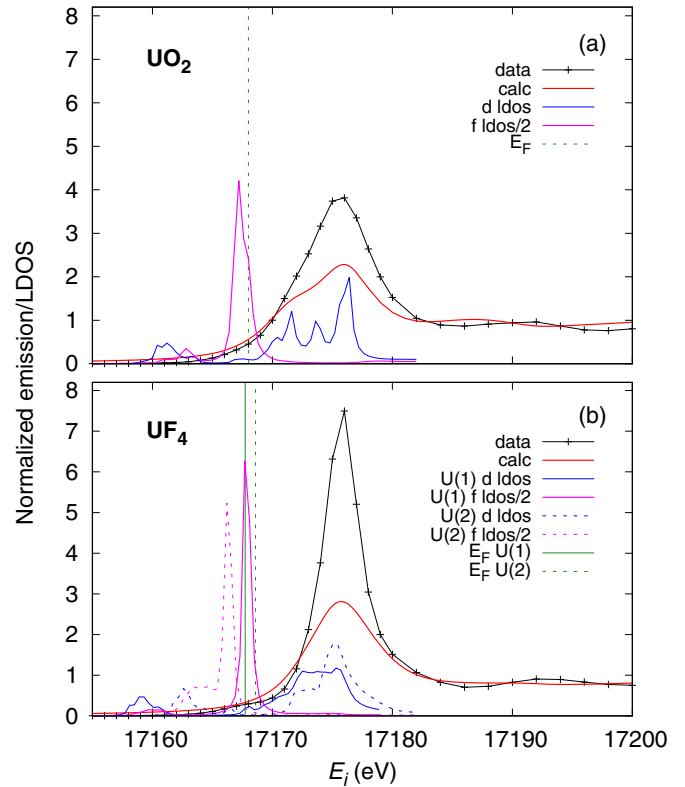 8
7
6
5
4
3
2
1
0
UO2
(a)
data
calc
d ldos
f ldos/2
EF
Normalized emission/LDOS
8
7
6
5
4
3
2
1
0
UF4
(b)
data
calc
U(1) d ldos
U(1) f ldos/2
U(2) d ldos
U(2) f ldos/2
EF U(1)
EF U(2)
17160 17170 17180 17190 17200
Ei (eV)